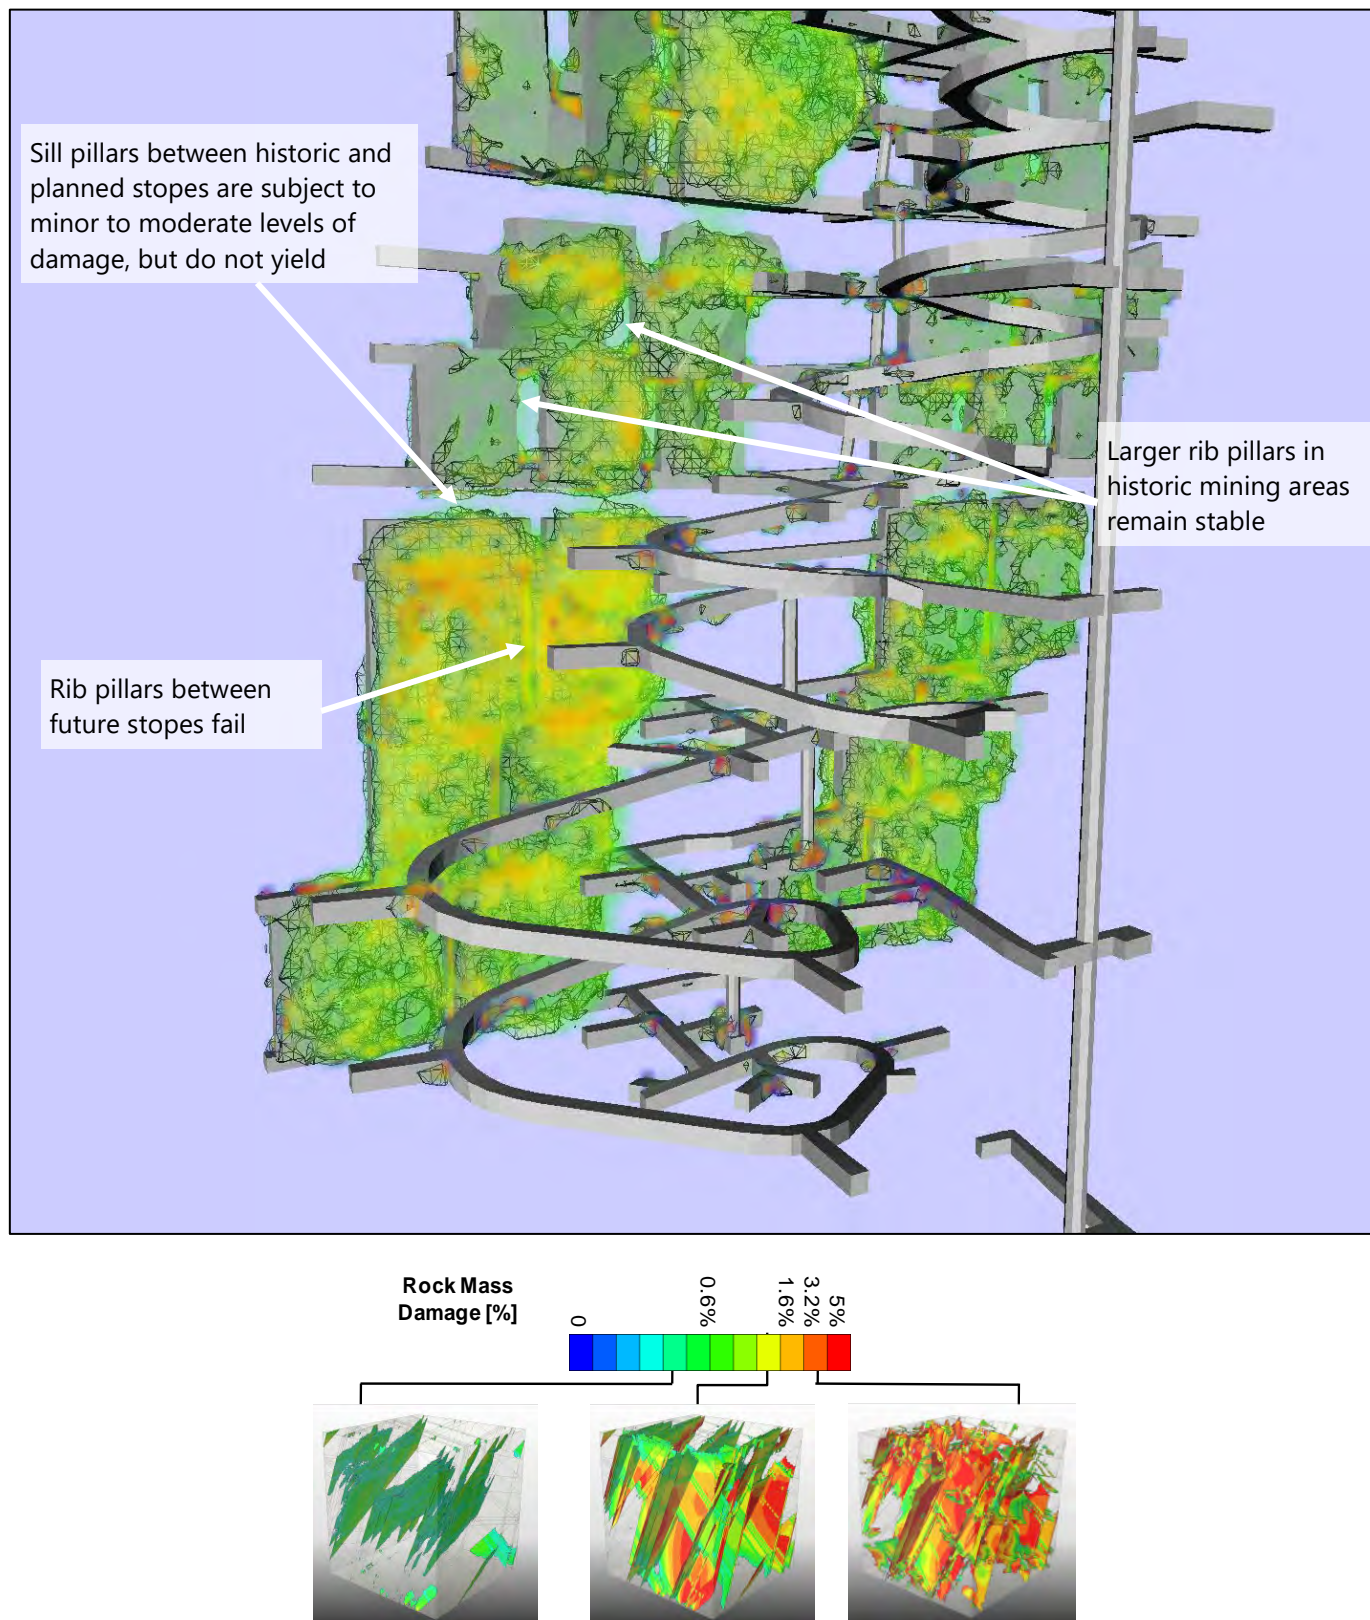 Sill pillars between historic and
planned stopes are subject to
minor to moderate levels of
damage, but do not yield
Larger rib pillars in
historic mining areas
remain stable
Rib pillars between
future stopes fail
Rock Mass
Damage [%]
0
0.6%
1.6%
3.2%
5%